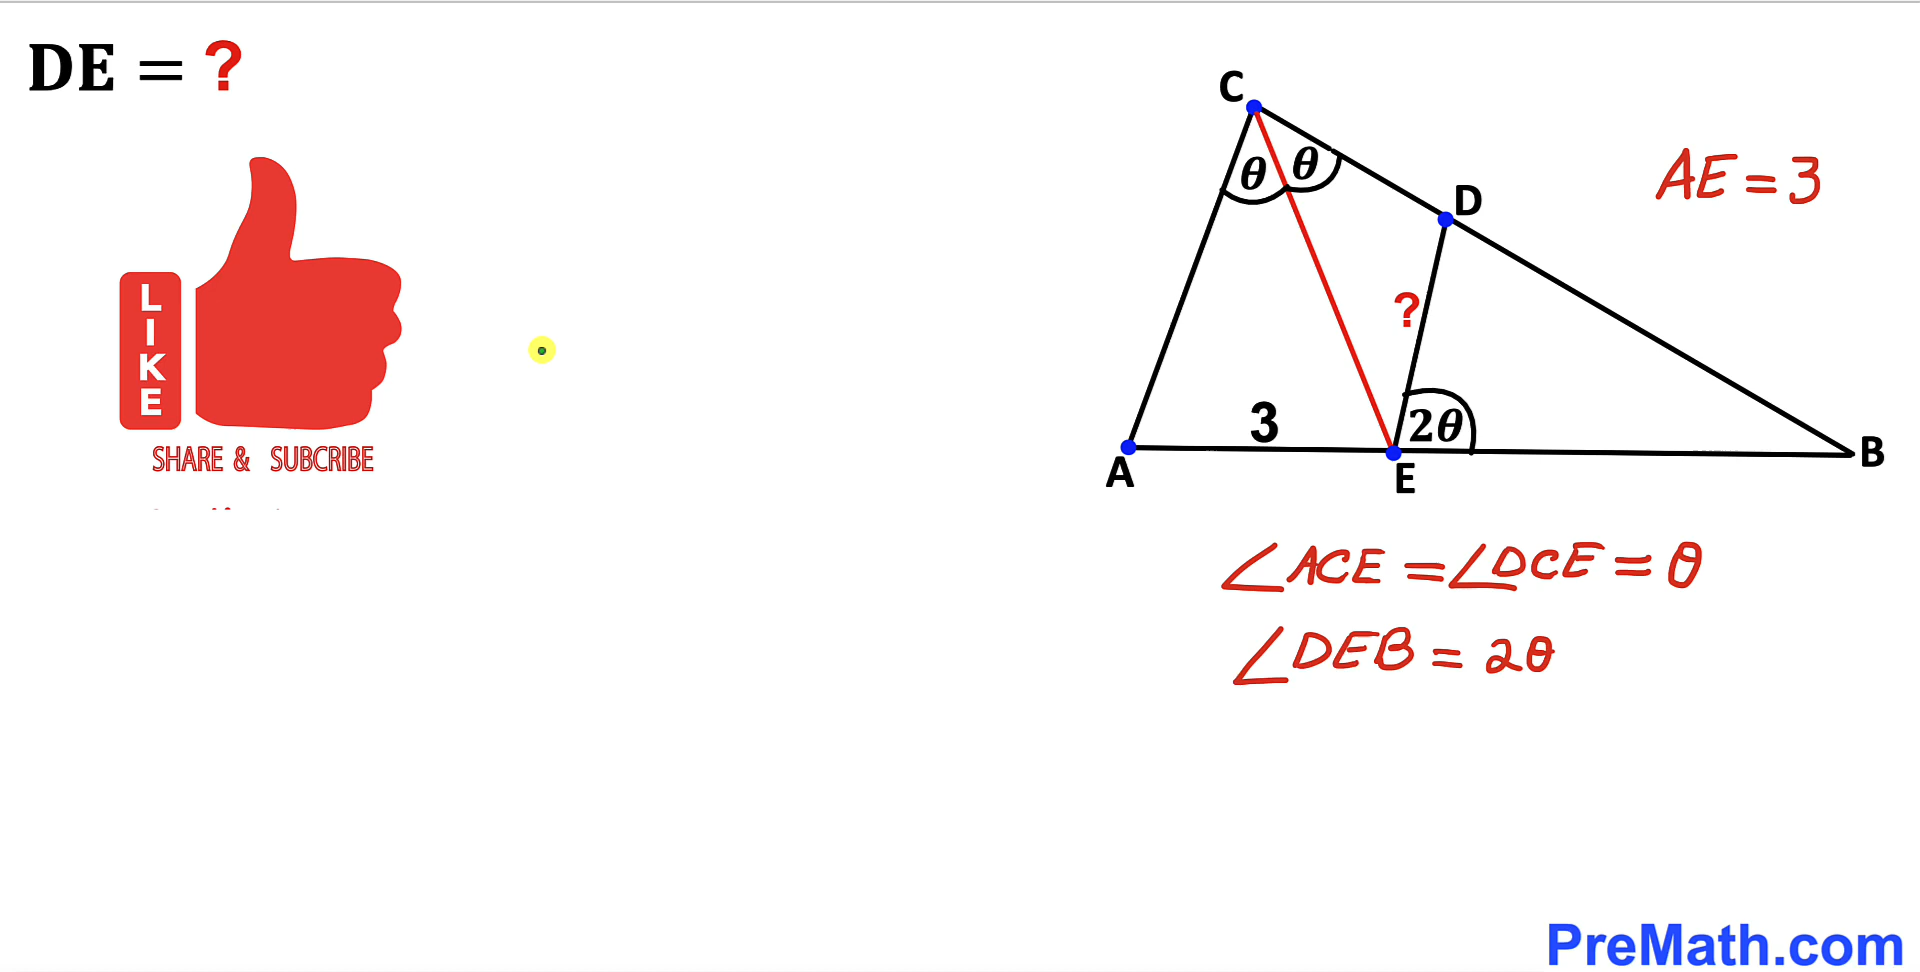 DE = ?
C
θ θ
D
AE = 3
L
I
K
E
?
3
2θ
A
E
B
SHARE & SUBCRIBE
∠ACE = ∠DCE = θ
∠DEB = 2θ
PreMath.com